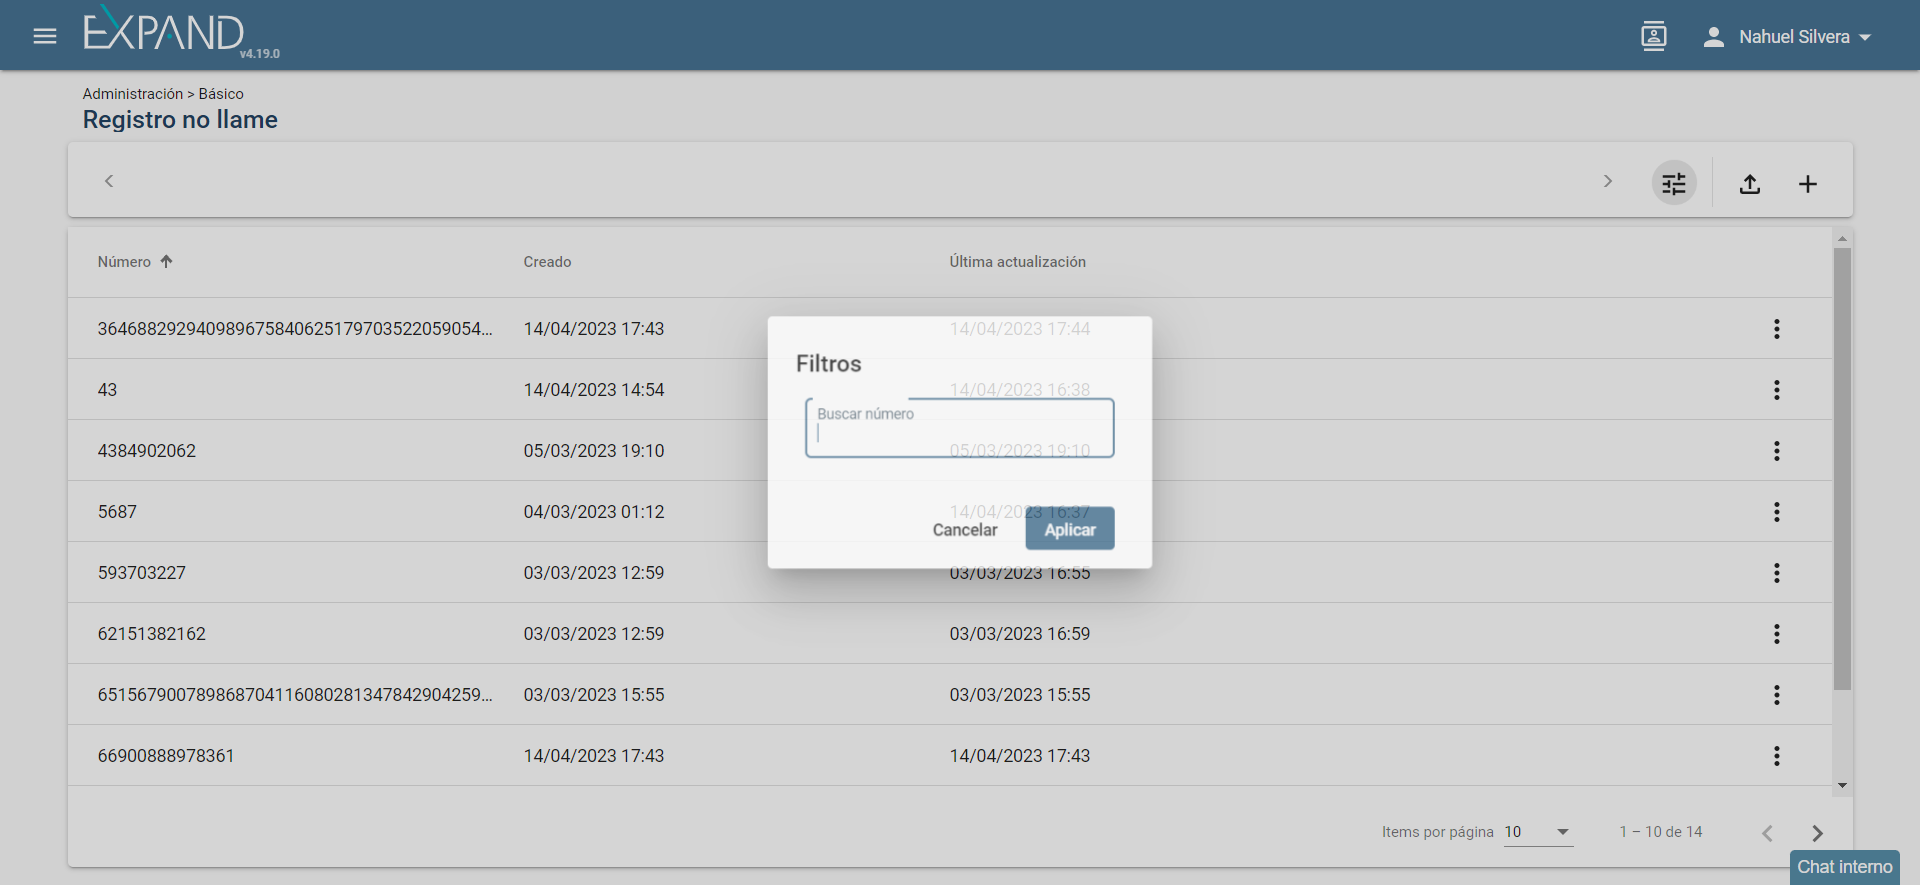 EXPAND
v4.19.0
Nahuel Silvera
Administración > Básico
Registro no llame
Número Creado Última actualización
364688292940989675840625179703522059054... 14/04/2023 17:43 14/04/2023 17:44
43 14/04/2023 14:54 14/04/2023 16:38
4384902062 05/03/2023 19:10 05/03/2023 19:10
5687 04/03/2023 01:12 14/04/2023 16:37
593703227 03/03/2023 12:59 03/03/2023 16:55
62151382162 03/03/2023 12:59 03/03/2023 16:59
651567900789868704116080281347842904259... 03/03/2023 15:55 03/03/2023 15:55
66900888978361 14/04/2023 17:43 14/04/2023 17:43
Filtros
Buscar número
Cancelar Aplicar
Items por página 10 1 – 10 de 14
Chat interno